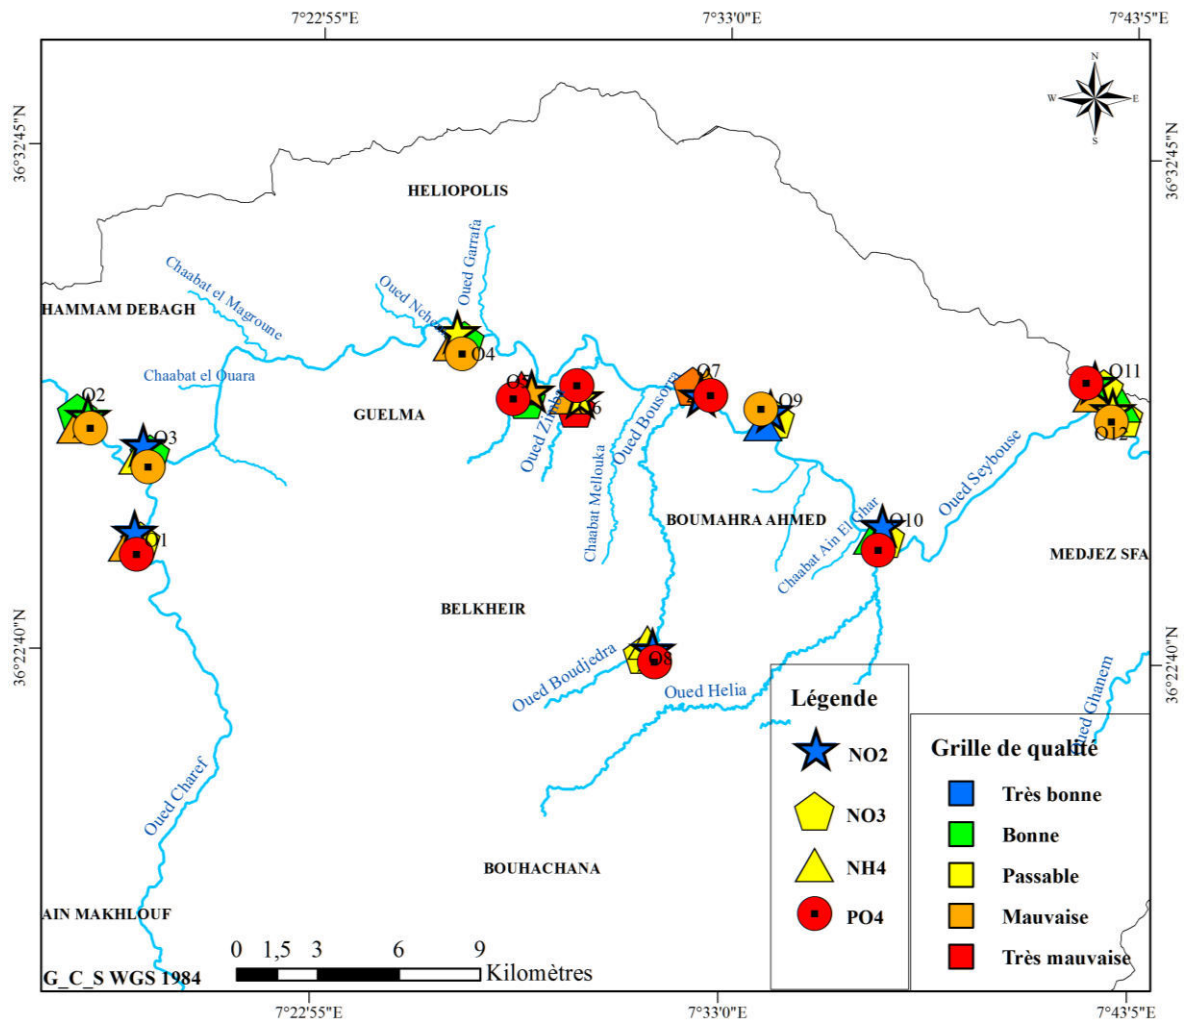 7°22'55"E
7°33'0"E
7°43'5"E
N
W
E
S
36°32'45"N
36°32'45"N
HELIOPOLIS
Oued Garrafa
Chaabat el Magroune
Oued
HAMMAM DEBAGH
O4
Chaabat el Ouara
O2
GUELMA
O5
O6
O7
O9
O11
O12
O3
Oued Zimba
Chaabat Mellouka
Oued Bousorra
Oued Seybouse
BOUMAHRA AHMED
Chaabat Ain El Ghar
O10
O1
MEDJEZ SFA
BELKHEIR
36°22'40"N
36°22'40"N
Oued Boudjedra
O8
Oued Helia
Oued Ghanem
Oued Charef
BOUHACHANA
AIN MAKHLOUF
Légende
NO2
NO3
NH4
PO4
Grille de qualité
Très bonne
Bonne
Passable
Mauvaise
Très mauvaise
0 1,5 3 6 9
Kilomètres
G_C_S WGS 1984
7°22'55"E
7°33'0"E
7°43'5"E